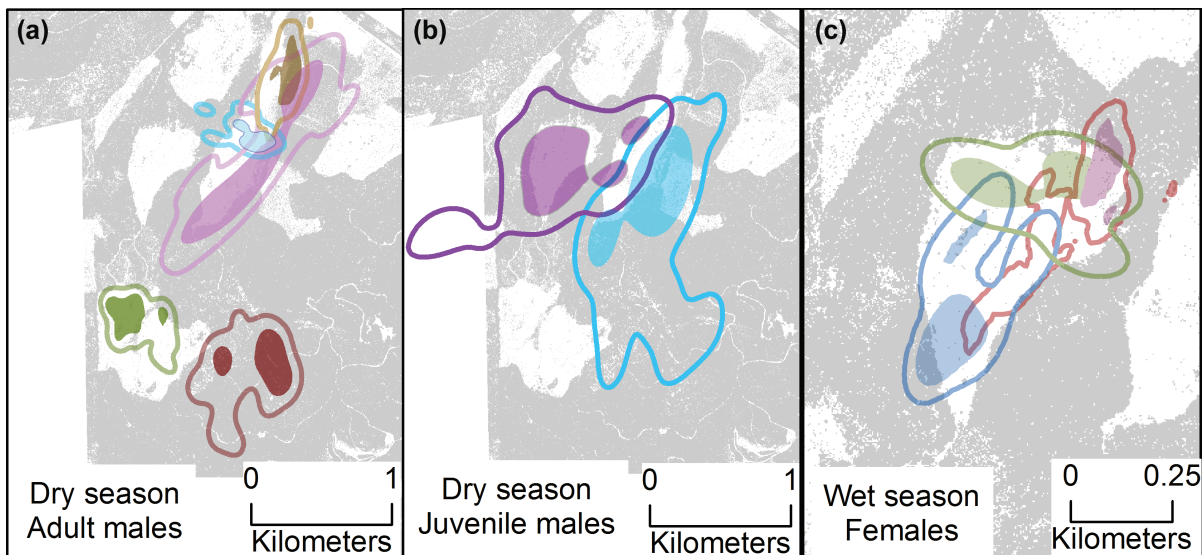 (a)
Dry season
Adult males
0 1
Kilometers
(b)
Dry season
Juvenile males
0 1
Kilometers
(c)
Wet season
Females
0 0.25
Kilometers